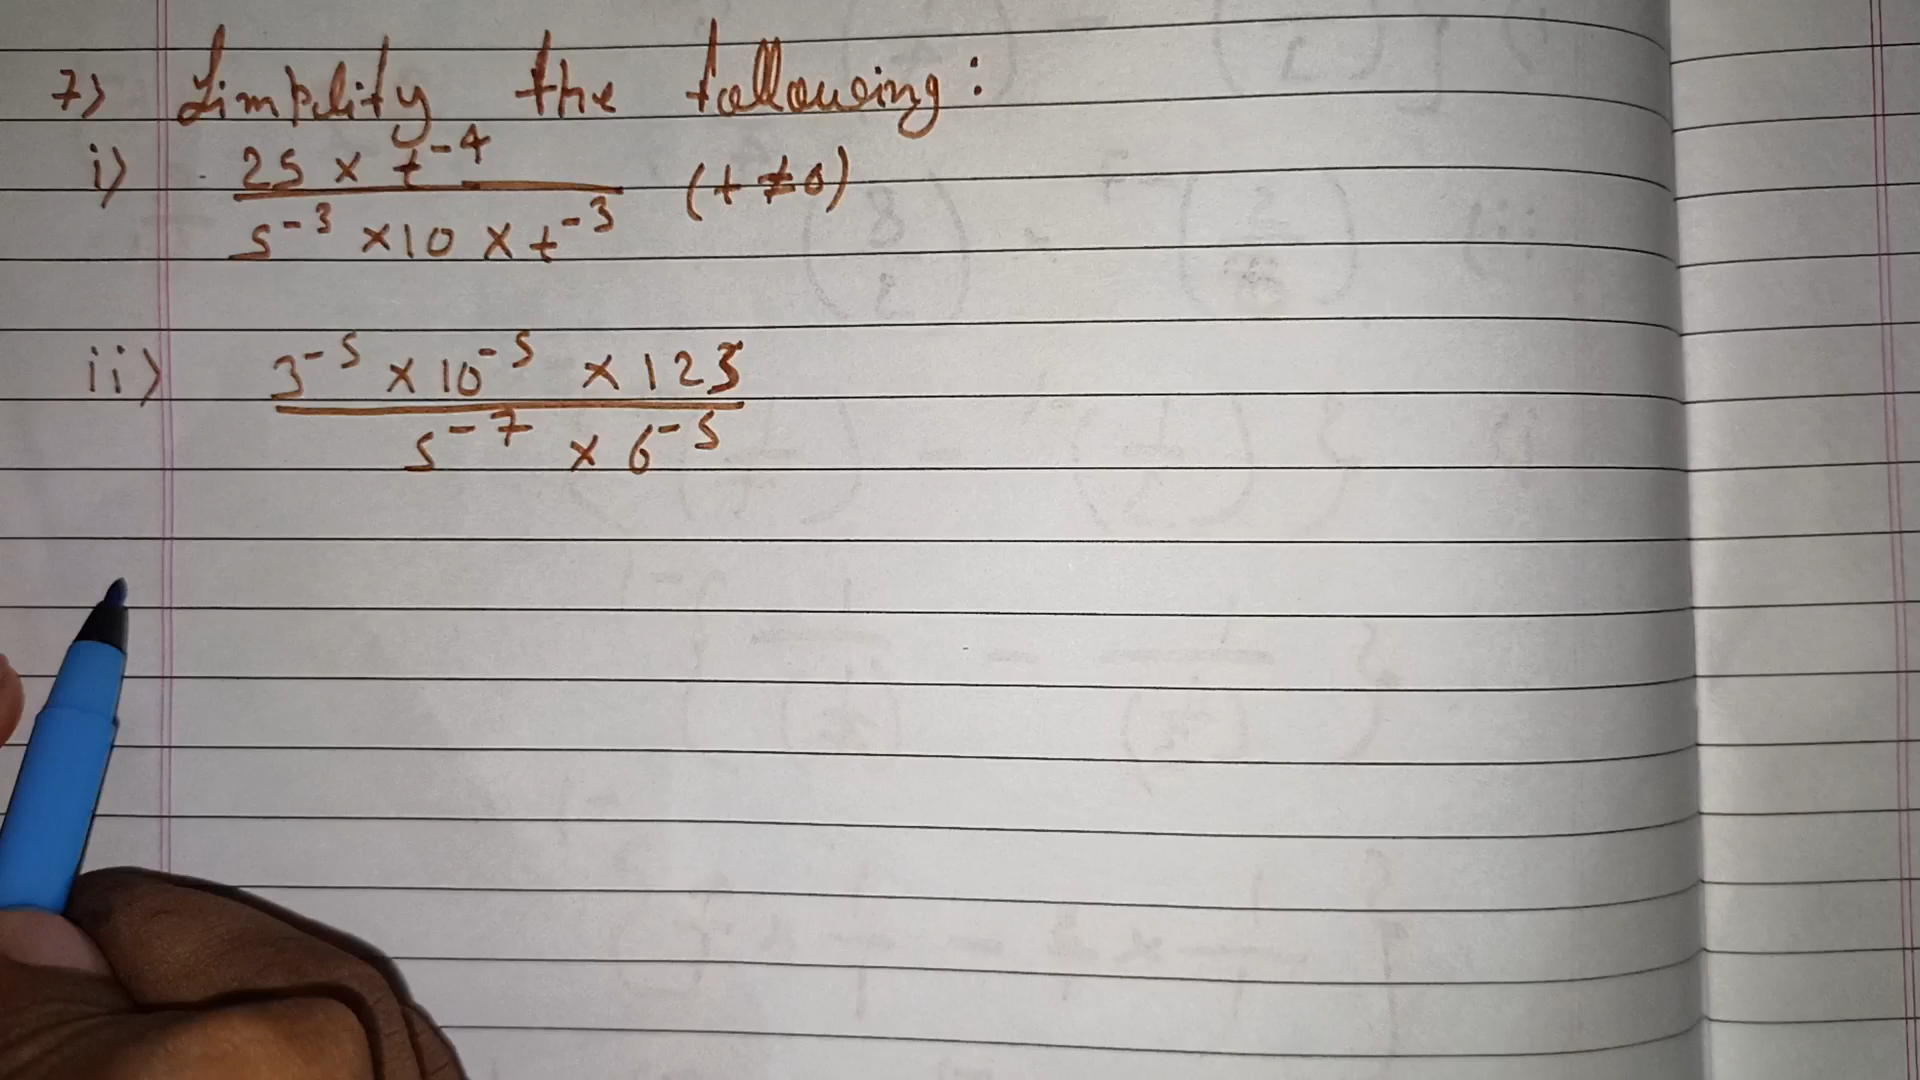 7) Simplify the following:
i) 25 × t⁻⁴ / 5⁻³ × 10 × t⁻³ (t ≠ 0)
ii) 3⁻⁵ × 10⁻⁵ × 125 / 5⁻⁷ × 6⁻⁵